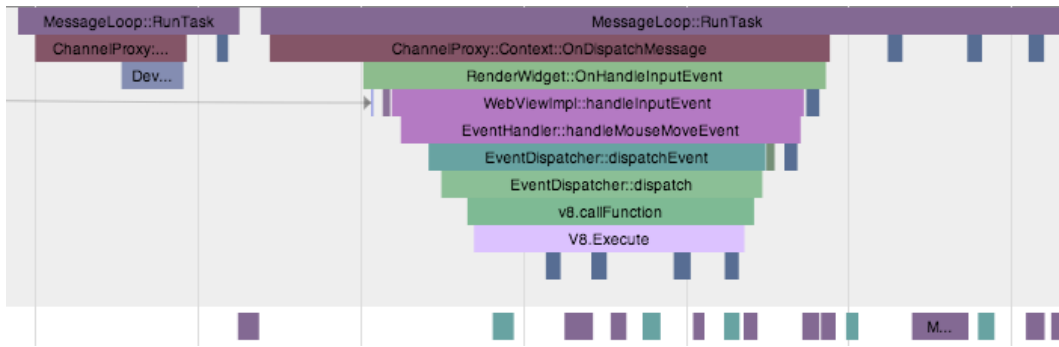 MessageLoop::RunTask MessageLoop::RunTask
ChannelProxy:... ChannelProxy::Context::OnDispatchMessage
Dev... RenderWidget::OnHandleInputEvent
WebViewImpl::handleInputEvent
EventHandler::handleMouseMoveEvent
EventDispatcher::dispatchEvent
EventDispatcher::dispatch
v8.callFunction
V8.Execute
M...